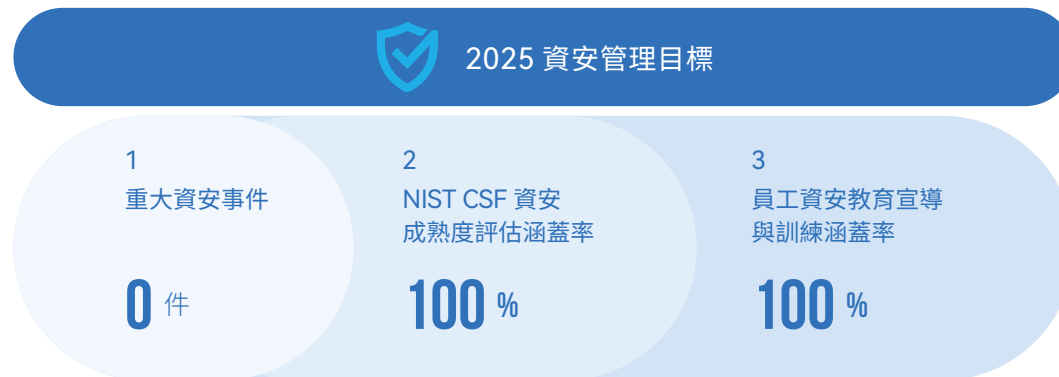 2025 資安管理目標
1
重大資安事件
0 件
2
NIST CSF 資安
成熟度評估涵蓋率
100 %
3
員工資安教育宣導
與訓練涵蓋率
100 %